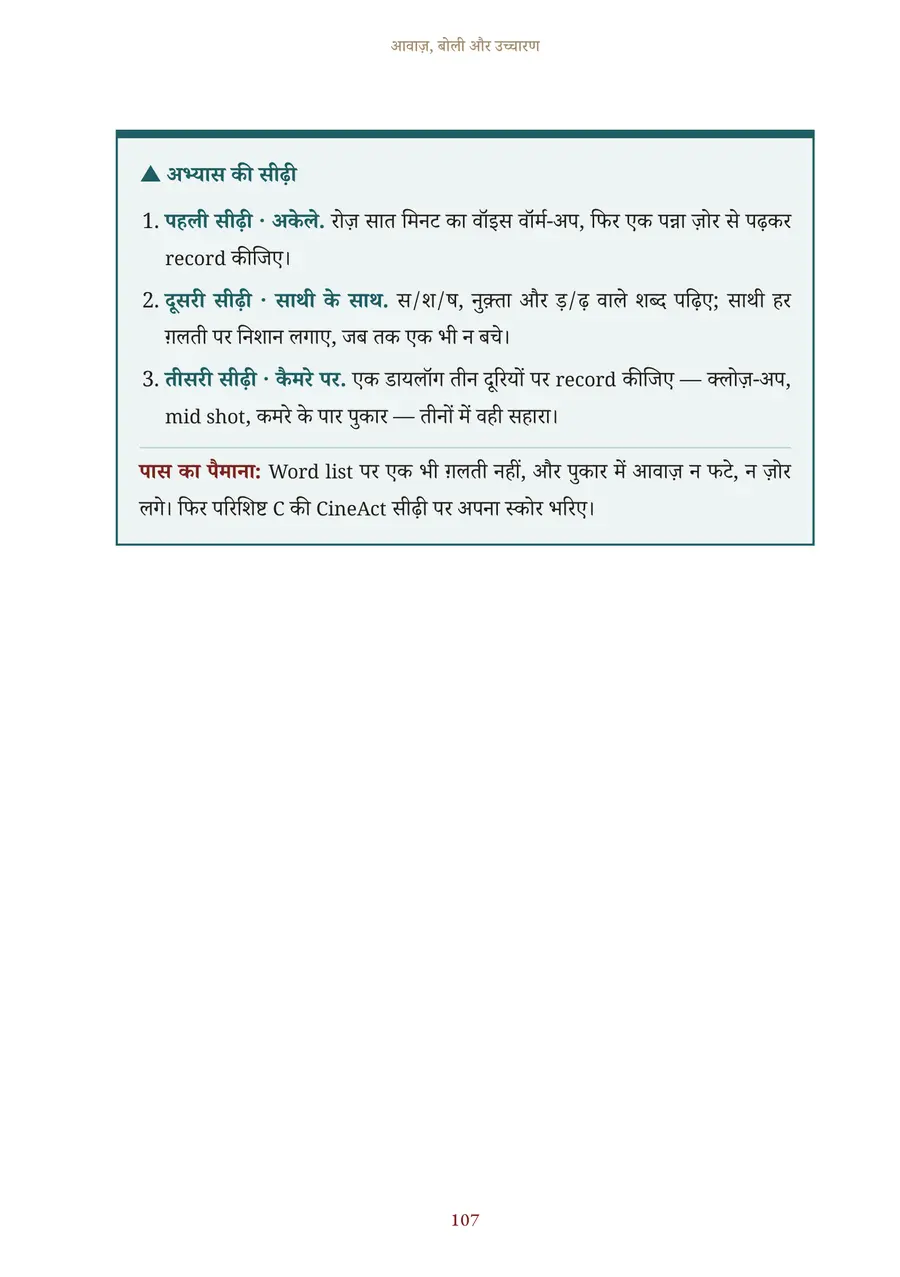 आवाज़, बोली और उच्चारण
▲ अभ्यास की सीढ़ी
1. पहली सीढ़ी · अकेले. रोज़ सात मिनट का वॉइस वॉर्म-अप, फिर एक पन्ना ज़ोर से पढ़कर
record कीजिए।
2. दूसरी सीढ़ी · साथी के साथ. स/श/ष, नुक़्ता और ड़/ढ़ वाले शब्द पढ़िए; साथी हर
ग़लती पर निशान लगाए, जब तक एक भी न बचे।
3. तीसरी सीढ़ी · कैमरे पर. एक डायलॉग तीन दूरियों पर record कीजिए — क्लोज़-अप,
mid shot, कमरे के पार पुकार — तीनों में वही सहारा।
पास का पैमाना: Word list पर एक भी ग़लती नहीं, और पुकार में आवाज़ न फटे, न ज़ोर
लगे। फिर परिशिष्ट C की CineAct सीढ़ी पर अपना स्कोर भरिए।
107